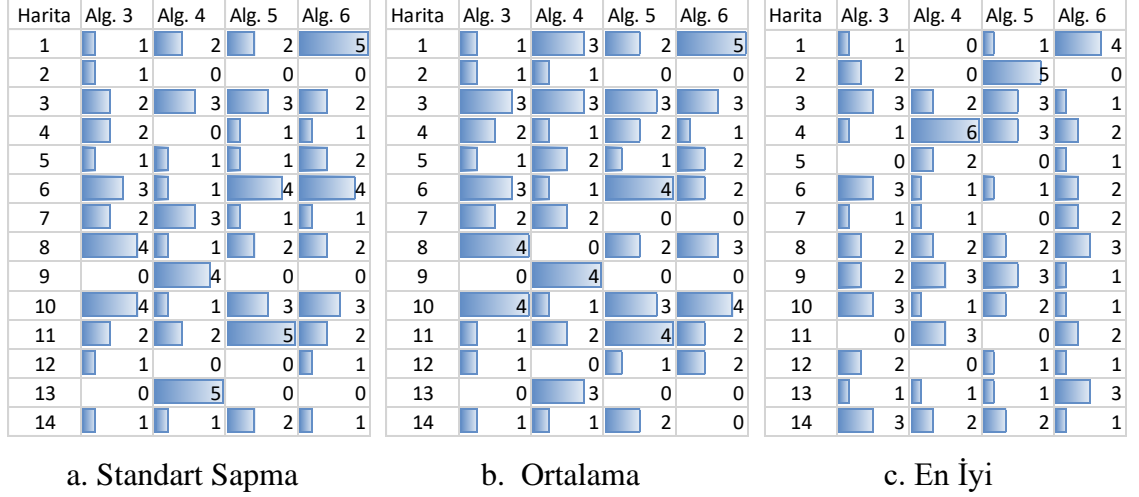 Harita Alg. 3 Alg. 4 Alg. 5 Alg. 6 Harita Alg. 3 Alg. 4 Alg. 5 Alg. 6 Harita Alg. 3 Alg. 4 Alg. 5 Alg. 6
1 1 2 2 5 1 1 3 2 5 1 1 0 1 4
2 1 0 0 0 2 1 1 0 0 2 2 0 5 0
3 2 3 3 2 3 3 3 3 3 3 3 2 3 1
4 2 0 1 1 4 2 1 2 1 4 1 6 3 2
5 1 1 1 2 5 1 2 1 2 5 0 2 0 1
6 3 1 4 4 6 3 1 4 2 6 3 1 1 2
7 2 3 1 1 7 2 2 0 0 7 1 1 0 2
8 4 1 2 2 8 4 0 2 3 8 2 2 2 3
9 0 4 0 0 9 0 4 0 0 9 2 3 3 1
10 4 1 3 3 10 4 1 3 4 10 3 1 2 1
11 2 2 5 2 11 1 2 4 2 11 0 3 0 2
12 1 0 0 1 12 1 0 1 2 12 2 0 1 1
13 0 5 0 0 13 0 3 0 0 13 1 1 1 3
14 1 1 2 1 14 1 1 2 0 14 3 2 2 1
a. Standart Sapma b. Ortalama c. En İyi